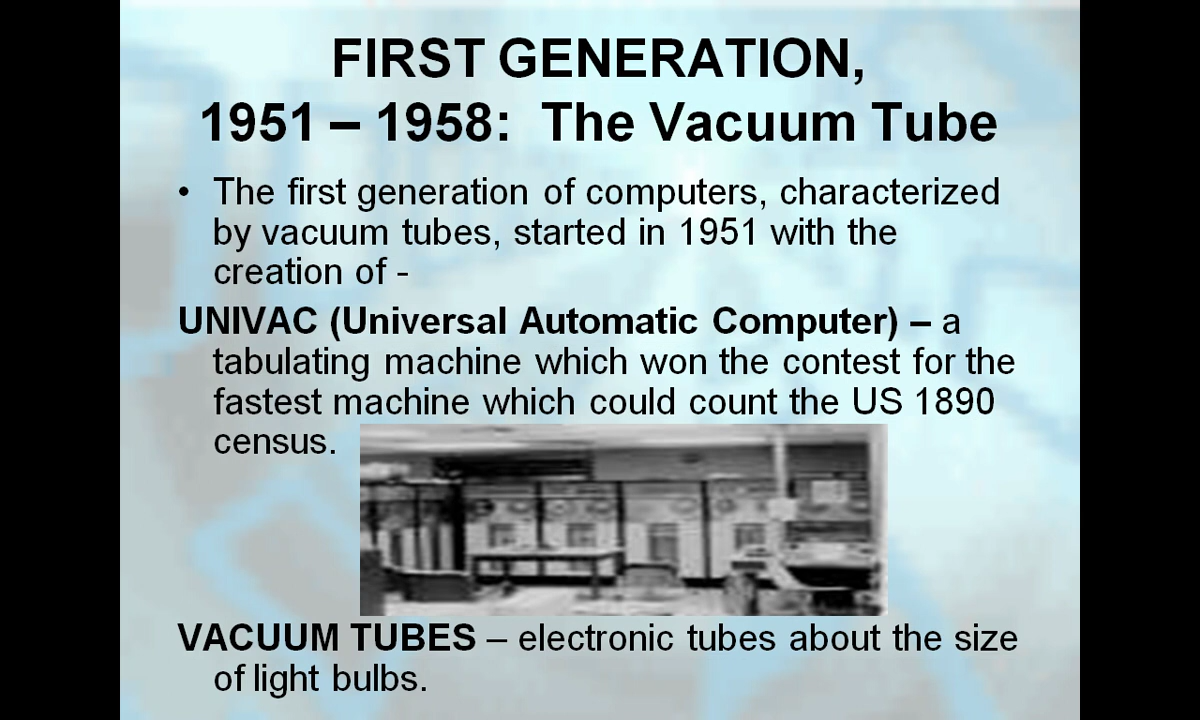 FIRST GENERATION,
1951 – 1958: The Vacuum Tube
• The first generation of computers, characterized
by vacuum tubes, started in 1951 with the
creation of -
UNIVAC (Universal Automatic Computer) – a
tabulating machine which won the contest for the
fastest machine which could count the US 1890
census.
VACUUM TUBES – electronic tubes about the size
of light bulbs.